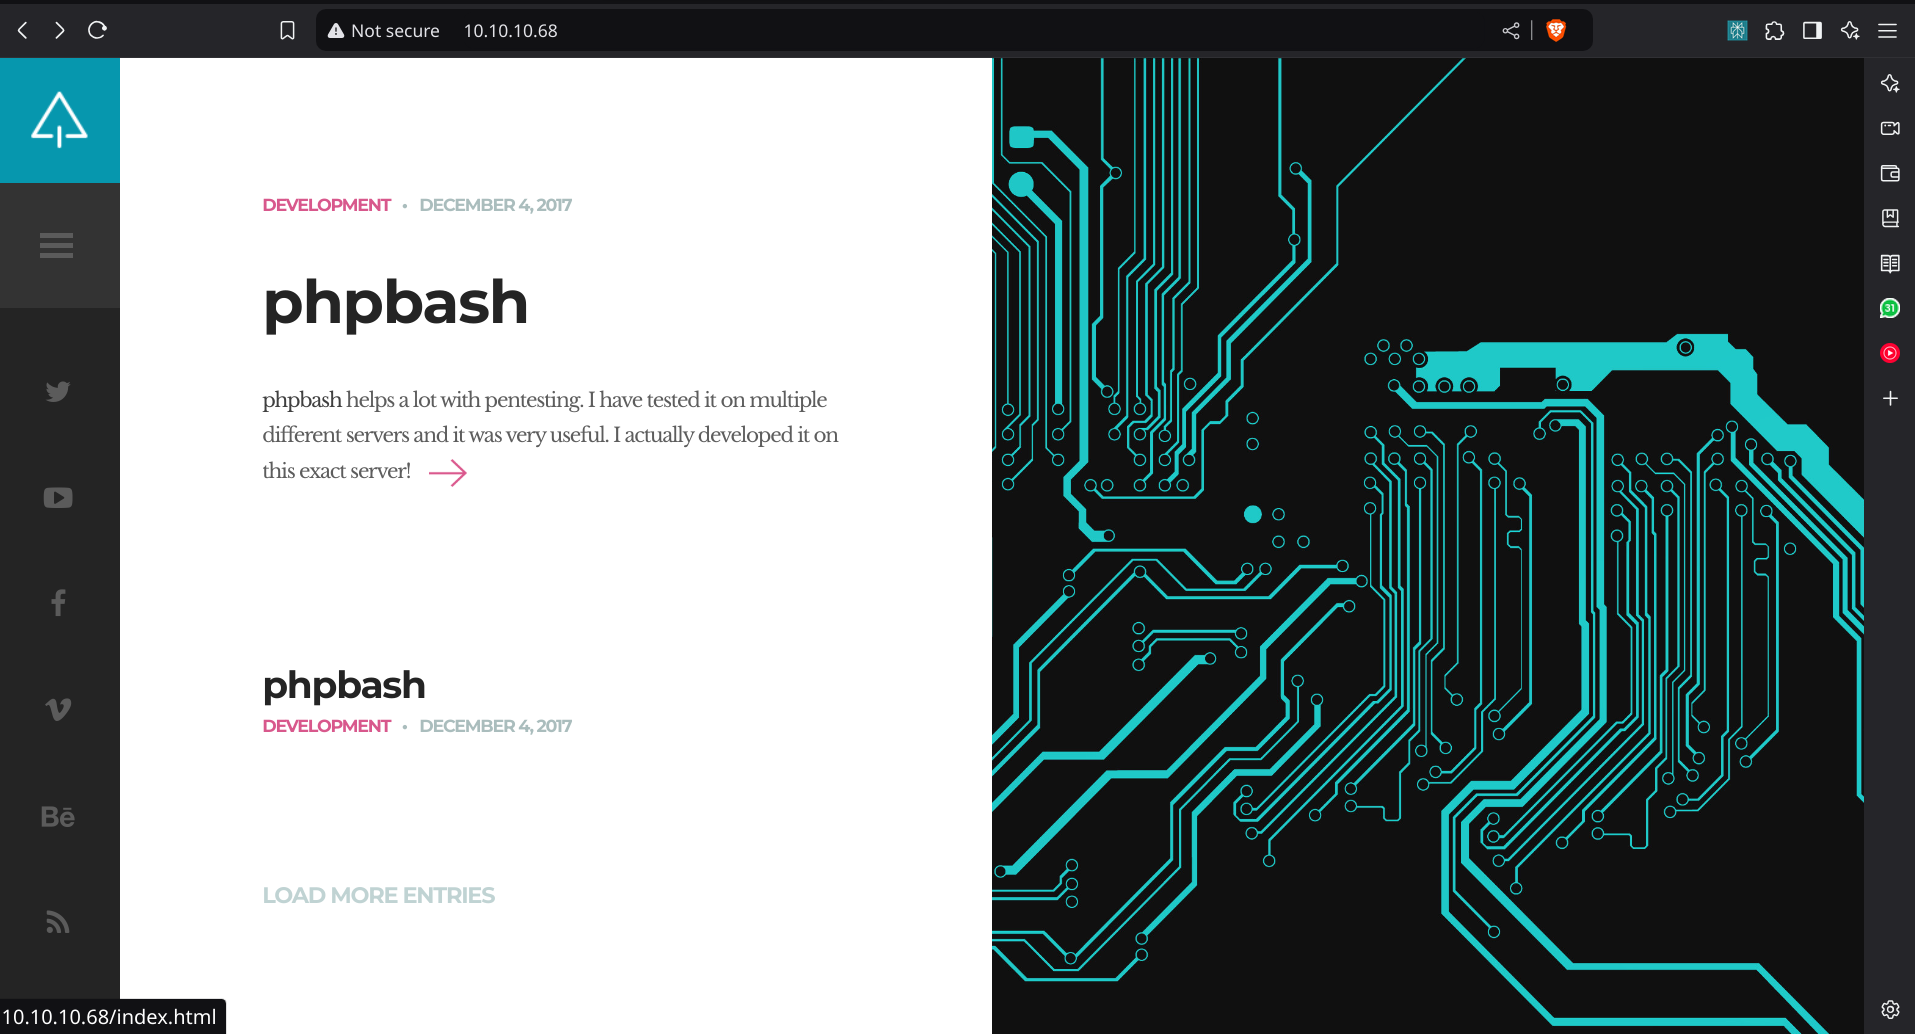 Not secure 10.10.10.68
DEVELOPMENT • DECEMBER 4, 2017
phpbash
phpbash helps a lot with pentesting. I have tested it on multiple
different servers and it was very useful. I actually developed it on
this exact server!
phpbash
DEVELOPMENT • DECEMBER 4, 2017
LOAD MORE ENTRIES
Bē
31
10.10.10.68/index.html